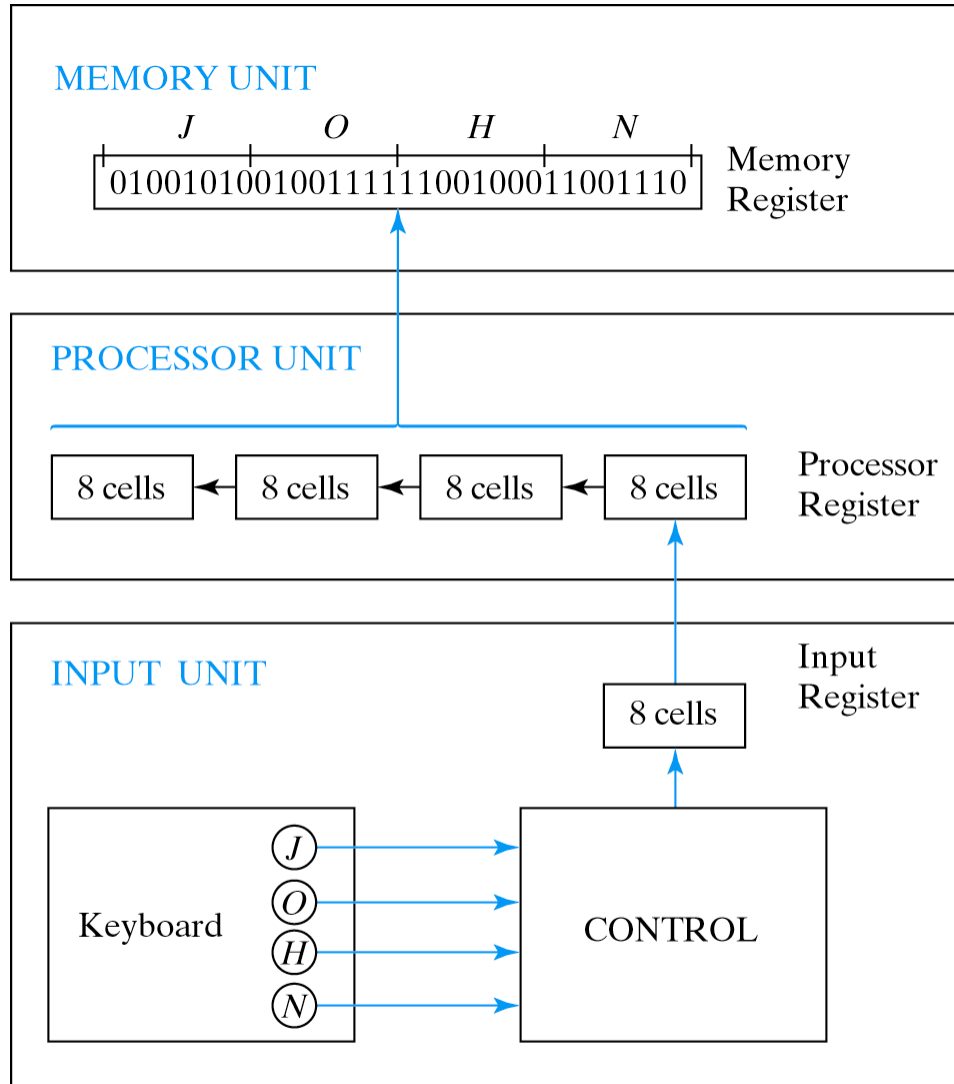 MEMORY UNIT
J O H N
01001010010011111100100011001110
Memory
Register
PROCESSOR UNIT
8 cells 8 cells 8 cells 8 cells
Processor
Register
INPUT UNIT
Input
Register
8 cells
J
O
Keyboard
H
N
CONTROL